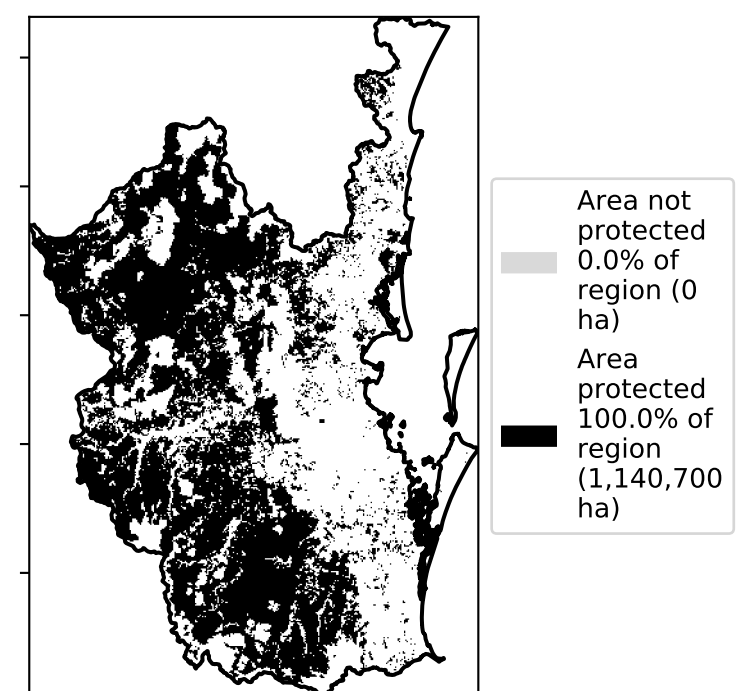 Area not
protected
0.0% of
region (0
ha)
Area
protected
100.0% of
region
(1,140,700
ha)